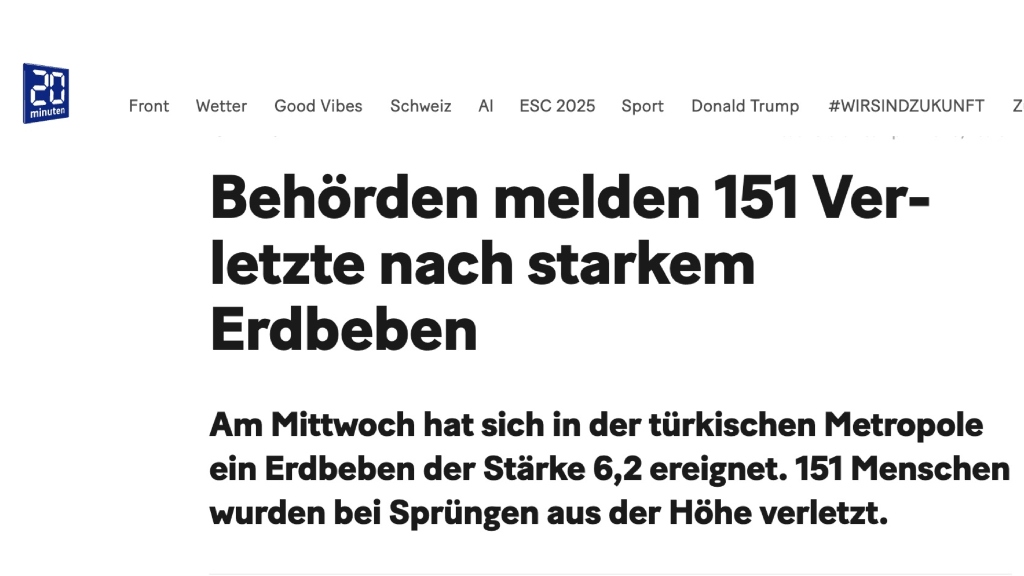 20
minuten
Front Wetter Good Vibes Schweiz AI ESC 2025 Sport Donald Trump #WIRSINDZUKUNFT
Behörden melden 151 Ver-
letzte nach starkem
Erdbeben
Am Mittwoch hat sich in der türkischen Metropole
ein Erdbeben der Stärke 6,2 ereignet. 151 Menschen
wurden bei Sprüngen aus der Höhe verletzt.